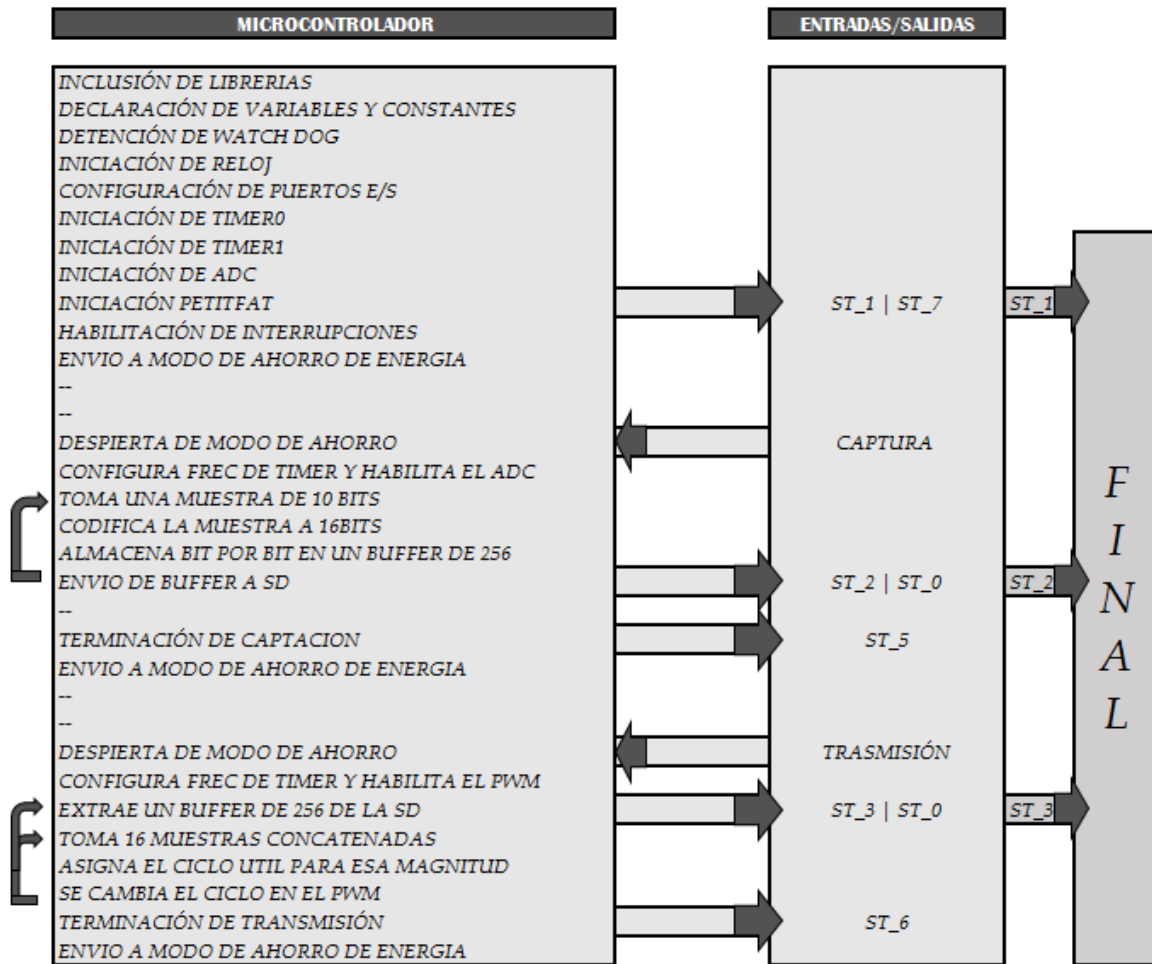 MICROCONTROLADOR
ENTRADAS/SALIDAS
INCLUSIÓN DE LIBRERIAS
DECLARACIÓN DE VARIABLES Y CONSTANTES
DETENCIÓN DE WATCH DOG
INICIACIÓN DE RELOJ
CONFIGURACIÓN DE PUERTOS E/S
INICIACIÓN DE TIMER0
INICIACIÓN DE TIMER1
INICIACIÓN DE ADC
INICIACIÓN PETITFAT
HABILITACIÓN DE INTERRUPCIONES
ENVIO A MODO DE AHORRO DE ENERGIA
--
--
DESPIERTA DE MODO DE AHORRO
CONFIGURA FREC DE TIMER Y HABILITA EL ADC
TOMA UNA MUESTRA DE 10 BITS
CODIFICA LA MUESTRA A 16BITS
ALMACENA BIT POR BIT EN UN BUFFER DE 256
ENVIO DE BUFFER A SD
--
TERMINACIÓN DE CAPTACION
ENVIO A MODO DE AHORRO DE ENERGIA
--
--
DESPIERTA DE MODO DE AHORRO
CONFIGURA FREC DE TIMER Y HABILITA EL PWM
EXTRAE UN BUFFER DE 256 DE LA SD
TOMA 16 MUESTRAS CONCATENADAS
ASIGNA EL CICLO UTIL PARA ESA MAGNITUD
SE CAMBIA EL CICLO EN EL PWM
TERMINACIÓN DE TRANSMISIÓN
ENVIO A MODO DE AHORRO DE ENERGIA
ST_1 | ST_7
CAPTURA
ST_2 | ST_0
ST_5
TRASMISIÓN
ST_3 | ST_0
ST_6
ST_1
ST_2
ST_3
F
I
N
A
L